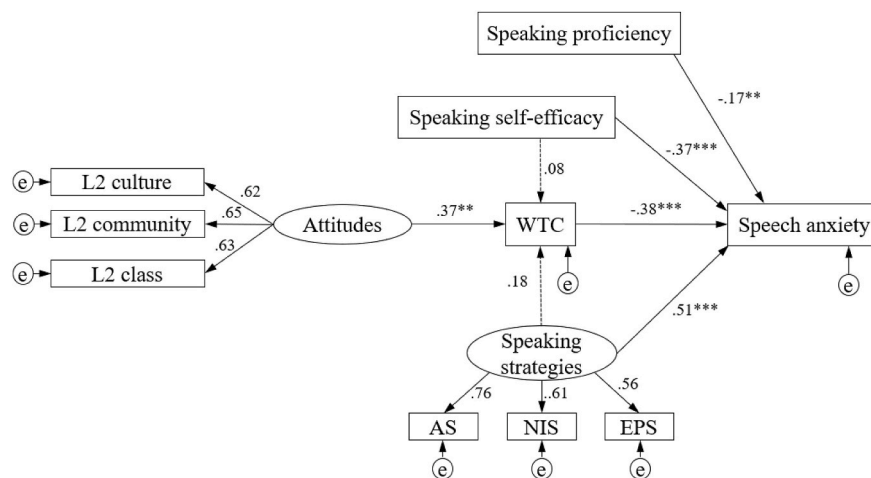 Speaking proficiency
-.17**
Speaking self-efficacy
-.37***
.08
e
L2 culture
.62
e
L2 community
.65
Attitudes
.37**
WTC
-.38***
Speech anxiety
.63
e
L2 class
.18
e
e
.51***
Speaking
strategies
.76
..61
.56
AS
NIS
EPS
e
e
e